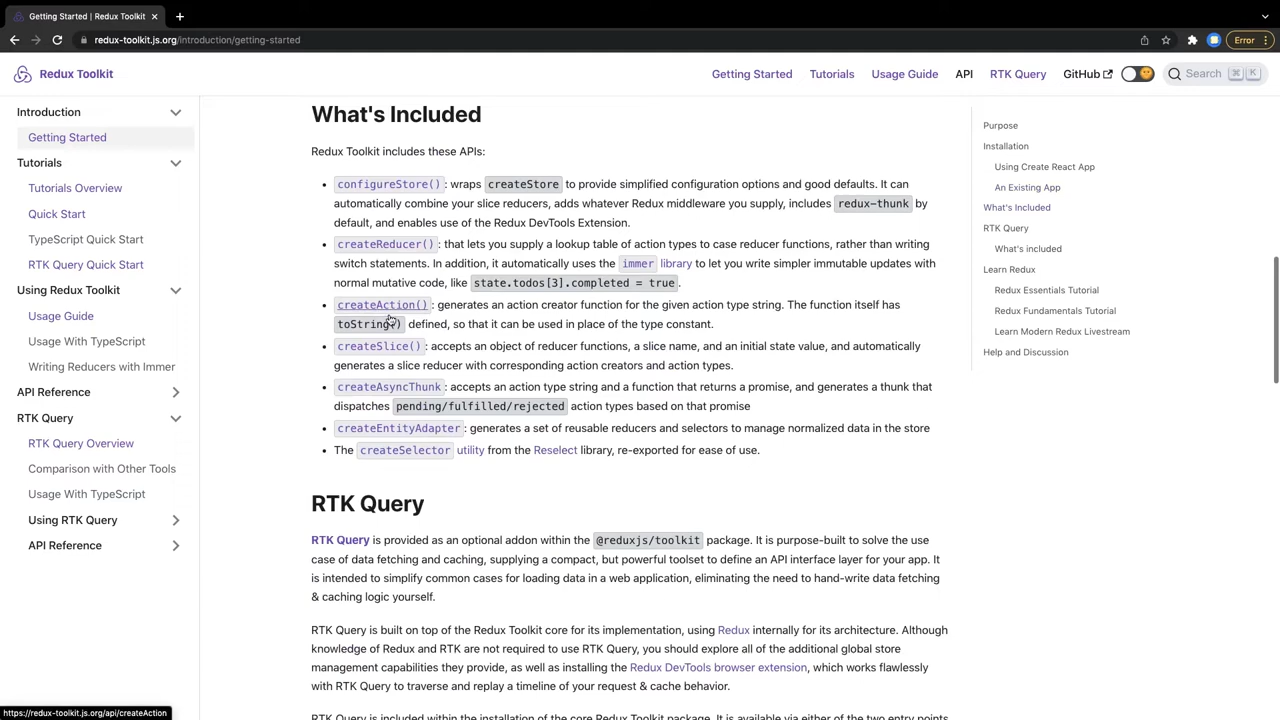 Getting Started | Redux Toolkit
redux-toolkit.js.org/introduction/getting-started
Error
Redux Toolkit
Getting Started
Tutorials
Usage Guide
API
RTK Query
GitHub
Search ⌘ K
Introduction
Getting Started
Tutorials
Tutorials Overview
Quick Start
TypeScript Quick Start
RTK Query Quick Start
Using Redux Toolkit
Usage Guide
Usage With TypeScript
Writing Reducers with Immer
API Reference
RTK Query
RTK Query Overview
Comparison with Other Tools
Usage With TypeScript
Using RTK Query
API Reference
What's Included
Redux Toolkit includes these APIs:
• configureStore(): wraps createStore to provide simplified configuration options and good defaults. It can
automatically combine your slice reducers, adds whatever Redux middleware you supply, includes redux-thunk by
default, and enables use of the Redux DevTools Extension.
• createReducer(): that lets you supply a lookup table of action types to case reducer functions, rather than writing
switch statements. In addition, it automatically uses the immer library to let you write simpler immutable updates with
normal mutative code, like state.todos[3].completed = true.
• createAction(): generates an action creator function for the given action type string. The function itself has
toString() defined, so that it can be used in place of the type constant.
• createSlice(): accepts an object of reducer functions, a slice name, and an initial state value, and automatically
generates a slice reducer with corresponding action creators and action types.
• createAsyncThunk: accepts an action type string and a function that returns a promise, and generates a thunk that
dispatches pending/fulfilled/rejected action types based on that promise
• createEntityAdapter: generates a set of reusable reducers and selectors to manage normalized data in the store
• The createSelector utility from the Reselect library, re-exported for ease of use.
RTK Query
RTK Query is provided as an optional addon within the @reduxjs/toolkit package. It is purpose-built to solve the use
case of data fetching and caching, supplying a compact, but powerful toolset to define an API interface layer for your app. It
is intended to simplify common cases for loading data in a web application, eliminating the need to hand-write data fetching
& caching logic yourself.
RTK Query is built on top of the Redux Toolkit core for its implementation, using Redux internally for its architecture. Although
knowledge of Redux and RTK are not required to use RTK Query, you should explore all of the additional global store
management capabilities they provide, as well as installing the Redux DevTools browser extension, which works flawlessly
with RTK Query to traverse and replay a timeline of your request & cache behavior.
RTK Query is included within the installation of the core Redux Toolkit package. It is available via either of the two entry points
Purpose
Installation
Using Create React App
An Existing App
What's Included
RTK Query
What's included
Learn Redux
Redux Essentials Tutorial
Redux Fundamentals Tutorial
Learn Modern Redux Livestream
Help and Discussion
https://redux-toolkit.js.org/api/createAction